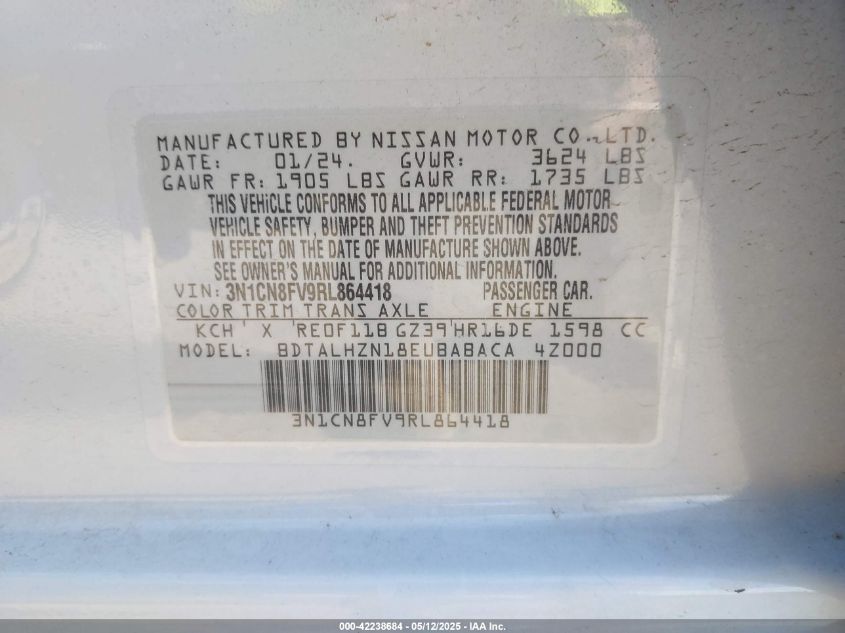 MANUFACTURED BY NISSAN MOTOR CO., LTD.
DATE: 01/24. GVWR: 3624 LBS
GAWR FR: 1905 LBS GAWR RR: 1735 LBS
THIS VEHICLE CONFORMS TO ALL APPLICABLE FEDERAL MOTOR
VEHICLE SAFETY, BUMPER AND THEFT PREVENTION STANDARDS
IN EFFECT ON THE DATE OF MANUFACTURE SHOWN ABOVE.
SEE OWNER'S MANUAL FOR ADDITIONAL INFORMATION.
VIN: 3N1CN8FV9RL864418 PASSENGER CAR.
COLOR TRIM TRANS AXLE ENGINE
KCH X RE0F11B GZ39 HR16DE 1598 CC
MODEL: BDTALHZN18EUBABACA 4Z000
3N1CN8FV9RL864418
000-42238684 - 05/12/2025 - IAA Inc.